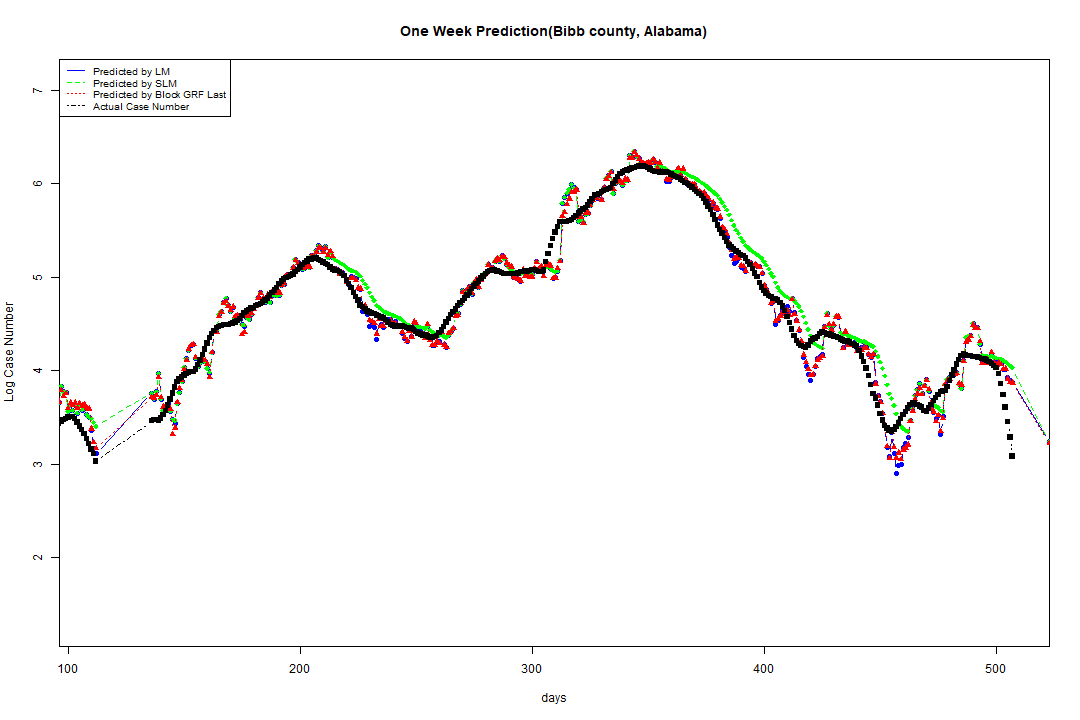 One Week Prediction(Bibb county, Alabama)
Predicted by LM
Predicted by SLM
Predicted by Block GRF Last
Actual Case Number
7
6
5
4
3
2
Log Case Number
100 200 300 400 500
days